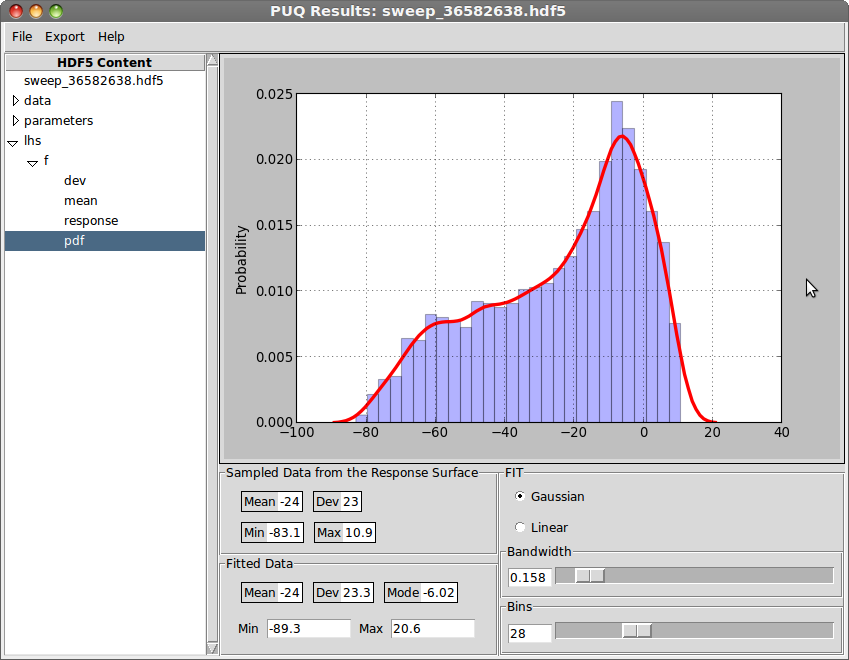 PUQ Results: sweep_36582638.hdf5
File Export Help
HDF5 Content
sweep_36582638.hdf5
data
parameters
lhs
f
dev
mean
response
pdf
Probability
0.025
0.020
0.015
0.010
0.005
0.000
−100 −80 −60 −40 −20 0 20 40
Sampled Data from the Response Surface
Mean -24 Dev 23
Min -83.1 Max 10.9
Fitted Data
Mean -24 Dev 23.3 Mode -6.02
Min -89.3 Max 20.6
FIT
Gaussian
Linear
Bandwidth
0.158
Bins
28